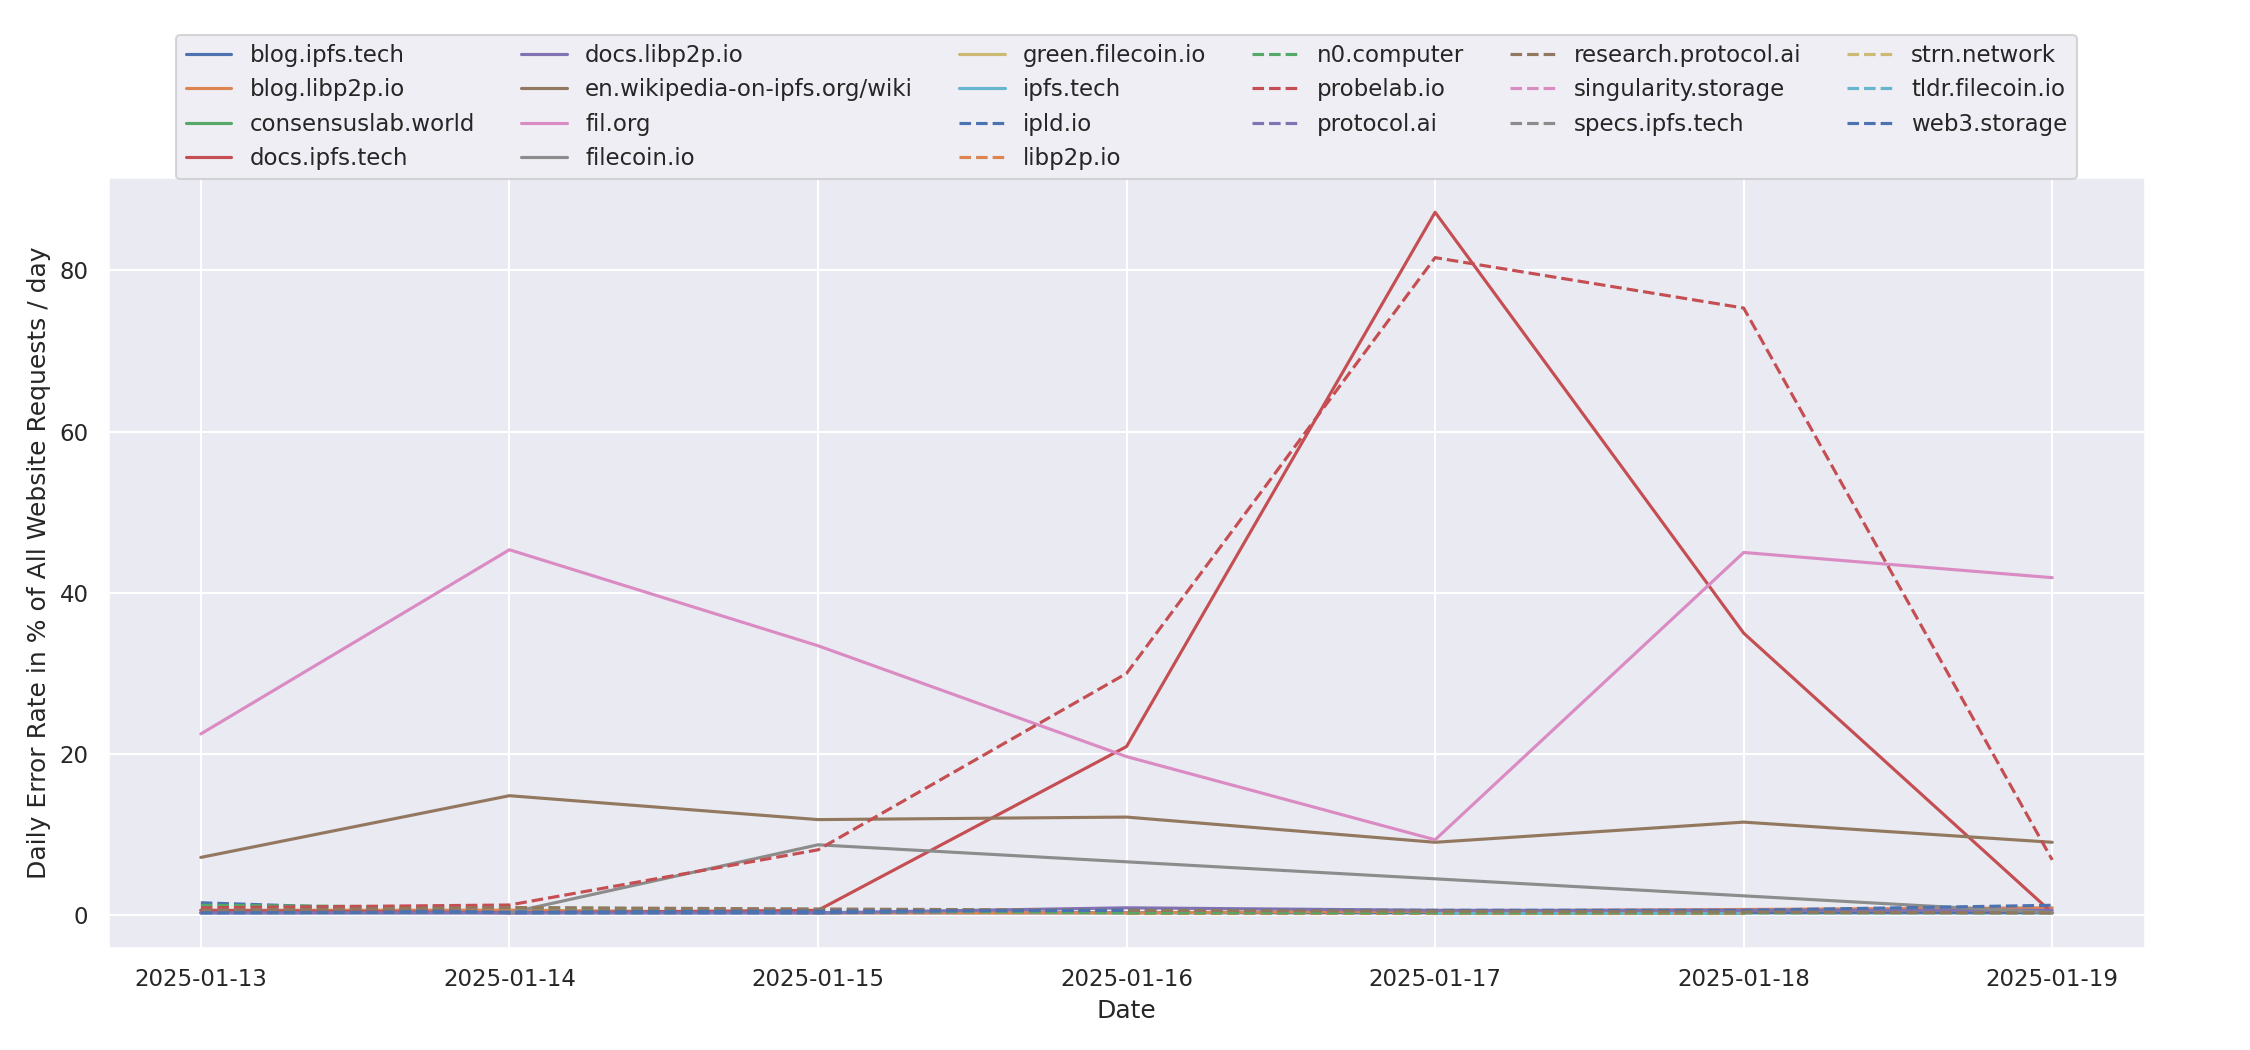 blog.ipfs.tech
blog.libp2p.io
consensuslab.world
docs.ipfs.tech
docs.libp2p.io
en.wikipedia-on-ipfs.org/wiki
fil.org
filecoin.io
green.filecoin.io
ipfs.tech
ipld.io
libp2p.io
n0.computer
probelab.io
protocol.ai
research.protocol.ai
singularity.storage
specs.ipfs.tech
strn.network
tldr.filecoin.io
web3.storage
Daily Error Rate in % of All Website Requests / day
80
60
40
20
0
2025-01-13 2025-01-14 2025-01-15 2025-01-16 2025-01-17 2025-01-18 2025-01-19
Date